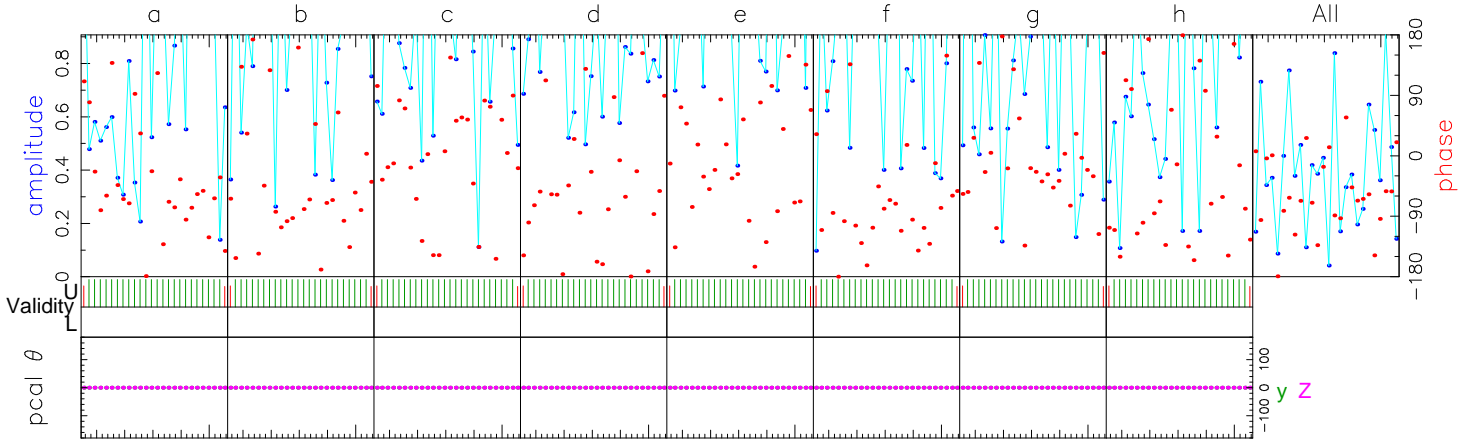 a b c d e f g h All
amplitude
0 0.2 0.4 0.6 0.8
180 90 0 −90 −180
phase
U
Validity
L
pcal θ
100 0 −100
y Z